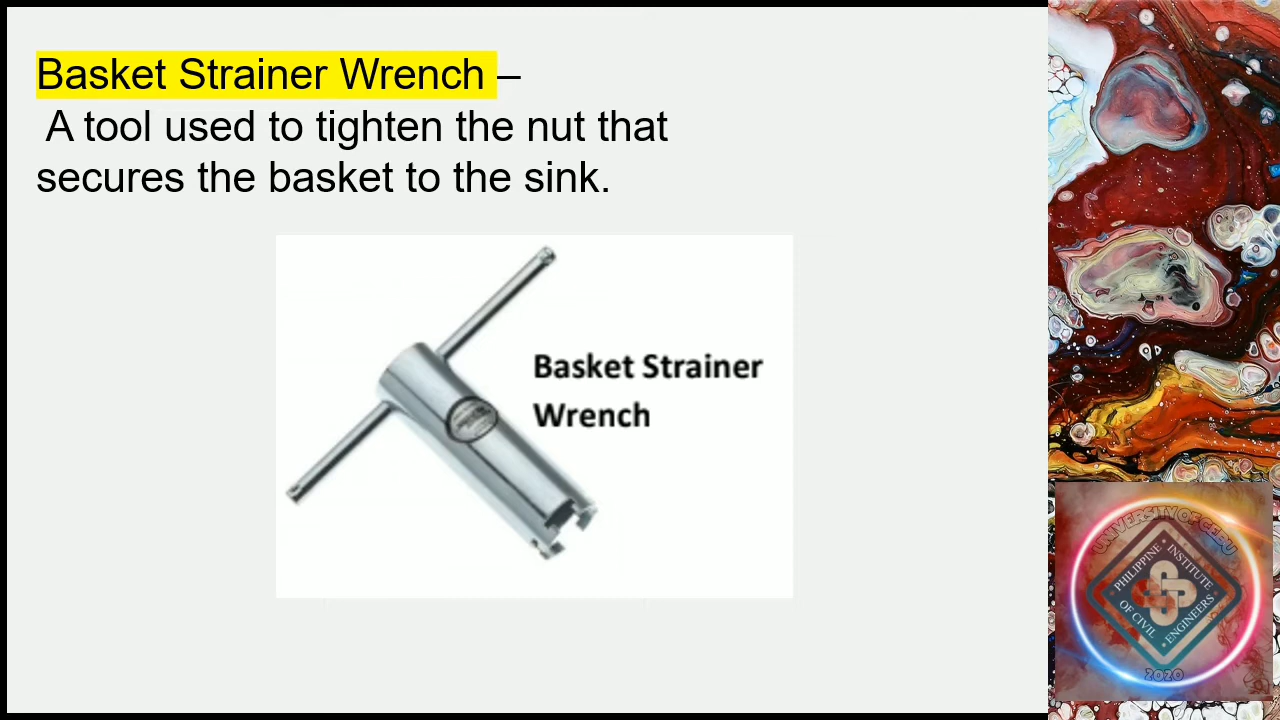 Basket Strainer Wrench –
A tool used to tighten the nut that
secures the basket to the sink.
Basket Strainer
Wrench
UNIVERSITY OF CEBU
PHILIPPINE INSTITUTE
OF CIVIL ENGINEERS
2020